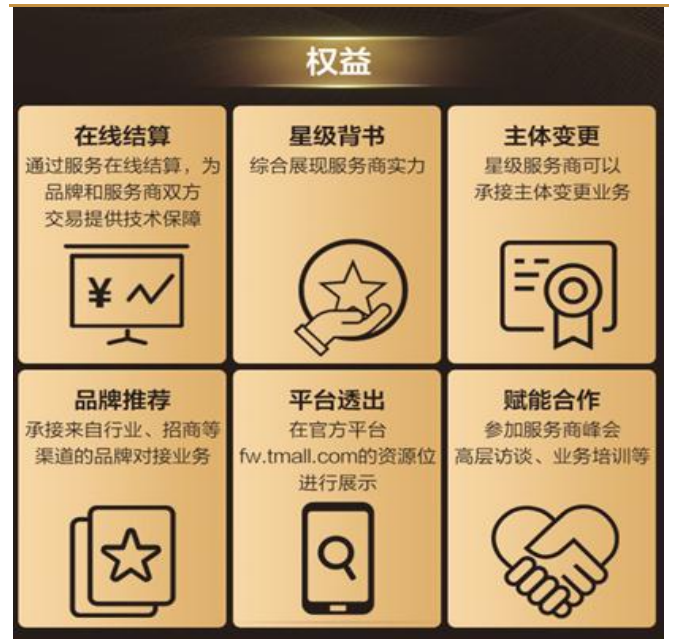 权益
在线结算
通过服务在线结算，为
品牌和服务商双方
交易提供技术保障
¥
星级背书
综合展现服务商实力
主体变更
星级服务商可以
承接主体变更业务
品牌推荐
承接来自行业、招商等
渠道的品牌对接业务
平台透出
在官方平台
fw.tmall.com的资源位
进行展示
赋能合作
参加服务商峰会
高层访谈、业务培训等